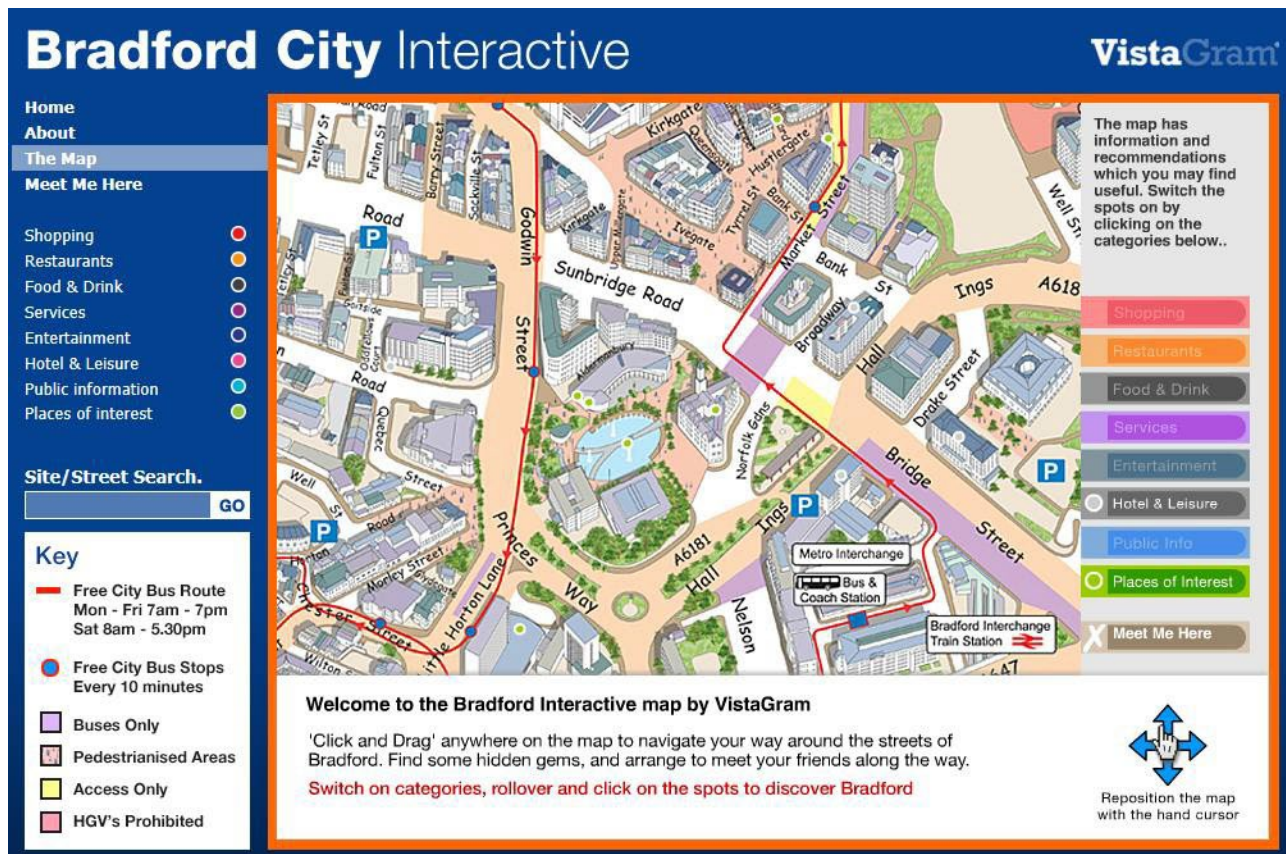 Bradford City Interactive
VistaGram
Home
About
The Map
Meet Me Here
Shopping
Restaurants
Food & Drink
Services
Entertainment
Hotel & Leisure
Public information
Places of interest
Site/Street Search.
GO
Key
Free City Bus Route
Mon - Fri 7am - 7pm
Sat 8am - 5.30pm
Free City Bus Stops
Every 10 minutes
Buses Only
Pedestrianised Areas
Access Only
HGV's Prohibited
Road
Tetley St
Fulton St
Barry Street
Sackville St
Kirkgate
Queensgate
Hustlergate
Bank St
Tyrrel St
Ivegate
Upper Millergate
Kirkgate
Market Street
Well St
Road
P
Godwin
Street
Sunbridge Road
Bank
St
Broadway
Ings
A618
Hall
Drake Street
Aldermanbury
Court
Road
Quebec
Street
Well
St
P
Road
Morley Street
Chester Street
Little Horton Lane
Wilton
Princes
Way
Norfolk Gdns
A6181
Hall
Ings
P
Bridge
Street
P
Nelson
Metro Interchange
Bus &
Coach Station
Bradford Interchange
Train Station
647
The map has
information and
recommendations
which you may find
useful. Switch the
spots on by
clicking on the
categories below..
Shopping
Restaurants
Food & Drink
Services
Entertainment
Hotel & Leisure
Public Info
Places of Interest
X Meet Me Here
Welcome to the Bradford Interactive map by VistaGram
'Click and Drag' anywhere on the map to navigate your way around the streets of
Bradford. Find some hidden gems, and arrange to meet your friends along the way.
Switch on categories, rollover and click on the spots to discover Bradford
Reposition the map
with the hand cursor